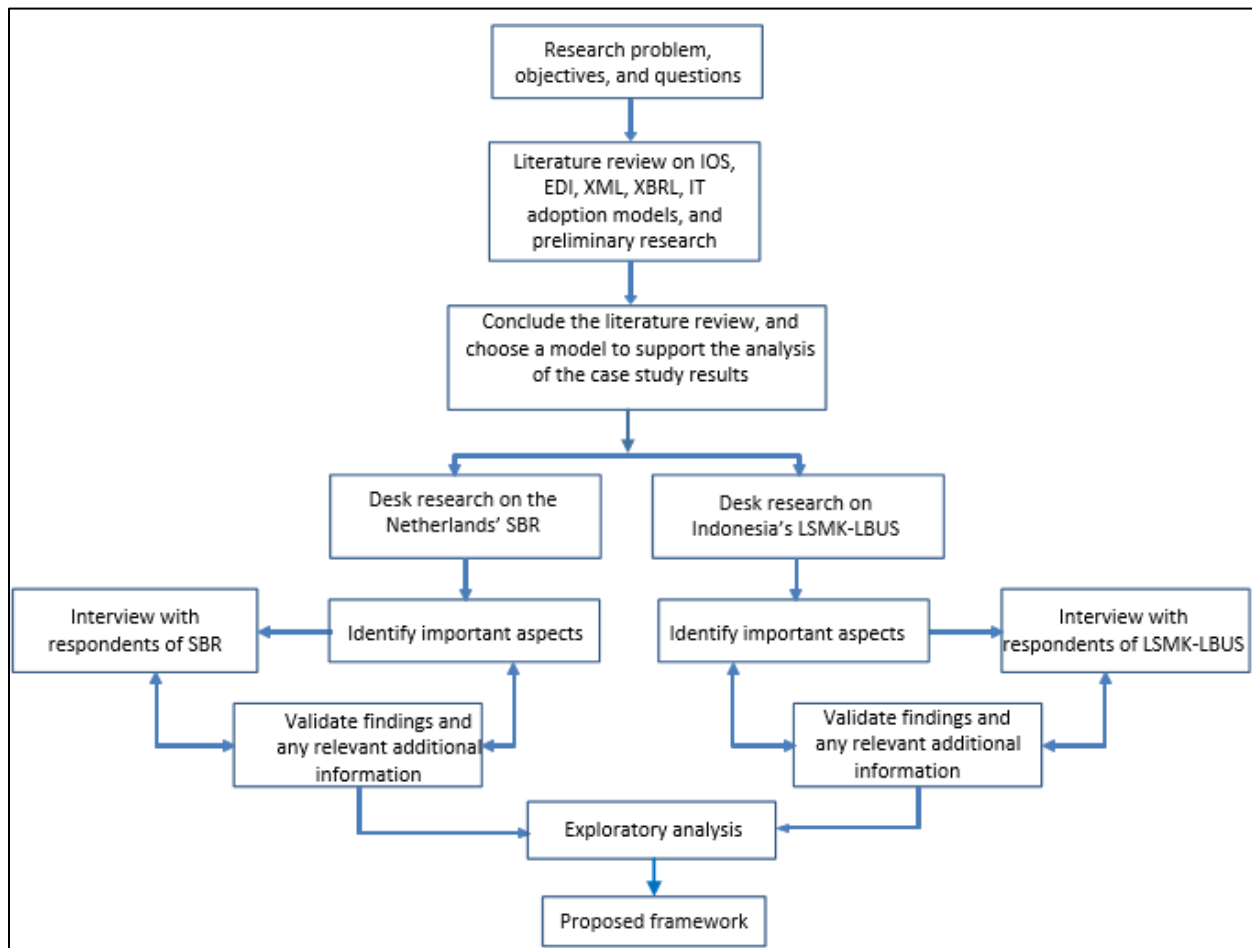 Research problem,
objectives, and questions
Literature review on IOS,
EDI, XML, XBRL, IT
adoption models, and
preliminary research
Conclude the literature review, and
choose a model to support the analysis
of the case study results
Desk research on the
Netherlands’ SBR
Desk research on
Indonesia’s LSMK-LBUS
Interview with
respondents of SBR
Identify important aspects
Identify important aspects
Interview with
respondents of LSMK-LBUS
Validate findings and
any relevant additional
information
Validate findings and
any relevant additional
information
Exploratory analysis
Proposed framework